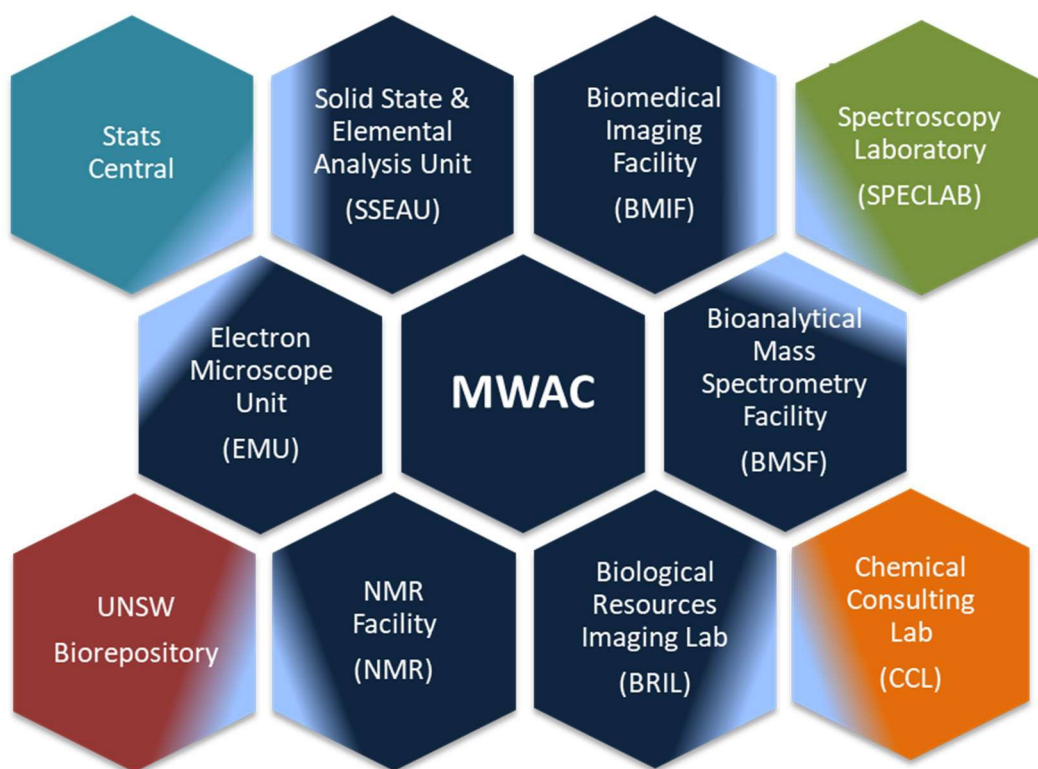 Stats
Central
Solid State &
Elemental
Analysis Unit
(SSEAU)
Biomedical
Imaging
Facility
(BMIF)
Spectroscopy
Laboratory
(SPECLAB)
Electron
Microscope
Unit
(EMU)
MWAC
Bioanalytical
Mass
Spectrometry
Facility
(BMSF)
UNSW
Biorepository
NMR
Facility
(NMR)
Biological
Resources
Imaging Lab
(BRIL)
Chemical
Consulting
Lab
(CCL)